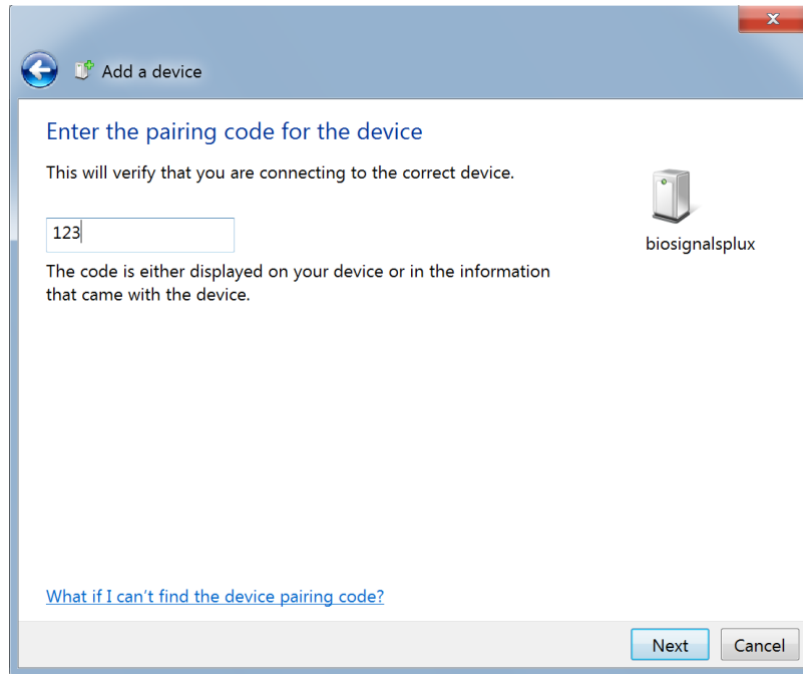 Add a device
Enter the pairing code for the device
This will verify that you are connecting to the correct device.
123
biosignalsplux
The code is either displayed on your device or in the information
that came with the device.
What if I can't find the device pairing code?
Next
Cancel